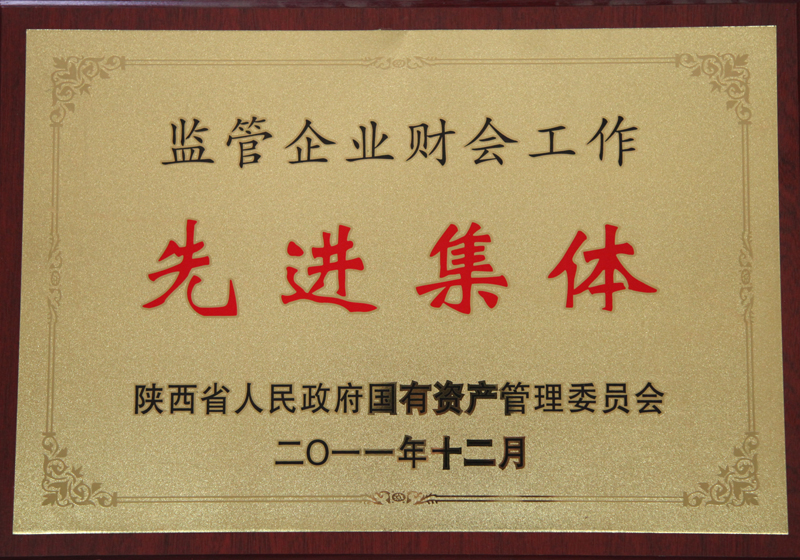 监管企业财会工作
先进集体
陕西省人民政府国有资产管理委员会
二〇一一年十二月